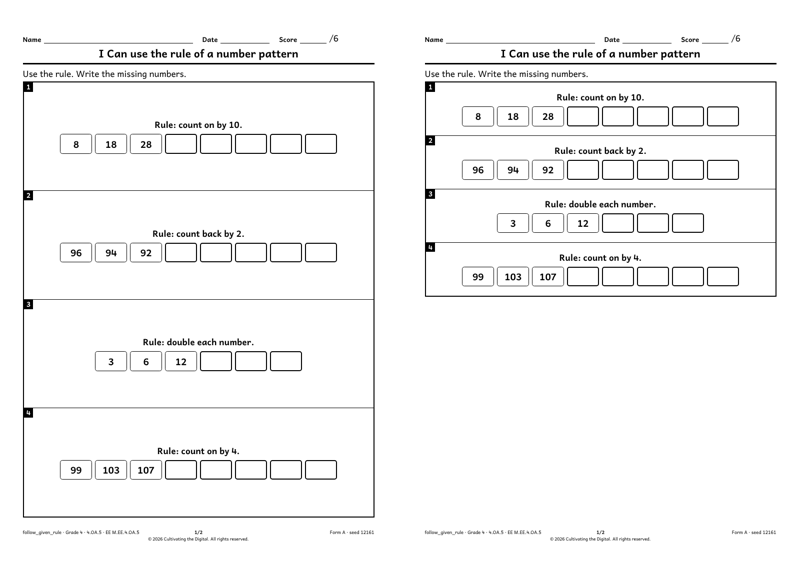 Name Date Score /6
I Can use the rule of a number pattern
Use the rule. Write the missing numbers.
1
Rule: count on by 10.
8 18 28
2
Rule: count back by 2.
96 94 92
3
Rule: double each number.
3 6 12
4
Rule: count on by 4.
99 103 107
follow_given_rule - Grade 4 - 4.OA.5 - EE M.EE.4.OA.5 1/2 Form A - seed 12161
© 2026 Cultivating the Digital. All rights reserved.
Name Date Score /6
I Can use the rule of a number pattern
Use the rule. Write the missing numbers.
1
Rule: count on by 10.
8 18 28
2
Rule: count back by 2.
96 94 92
3
Rule: double each number.
3 6 12
4
Rule: count on by 4.
99 103 107
follow_given_rule - Grade 4 - 4.OA.5 - EE M.EE.4.OA.5 1/2 Form A - seed 12161
© 2026 Cultivating the Digital. All rights reserved.